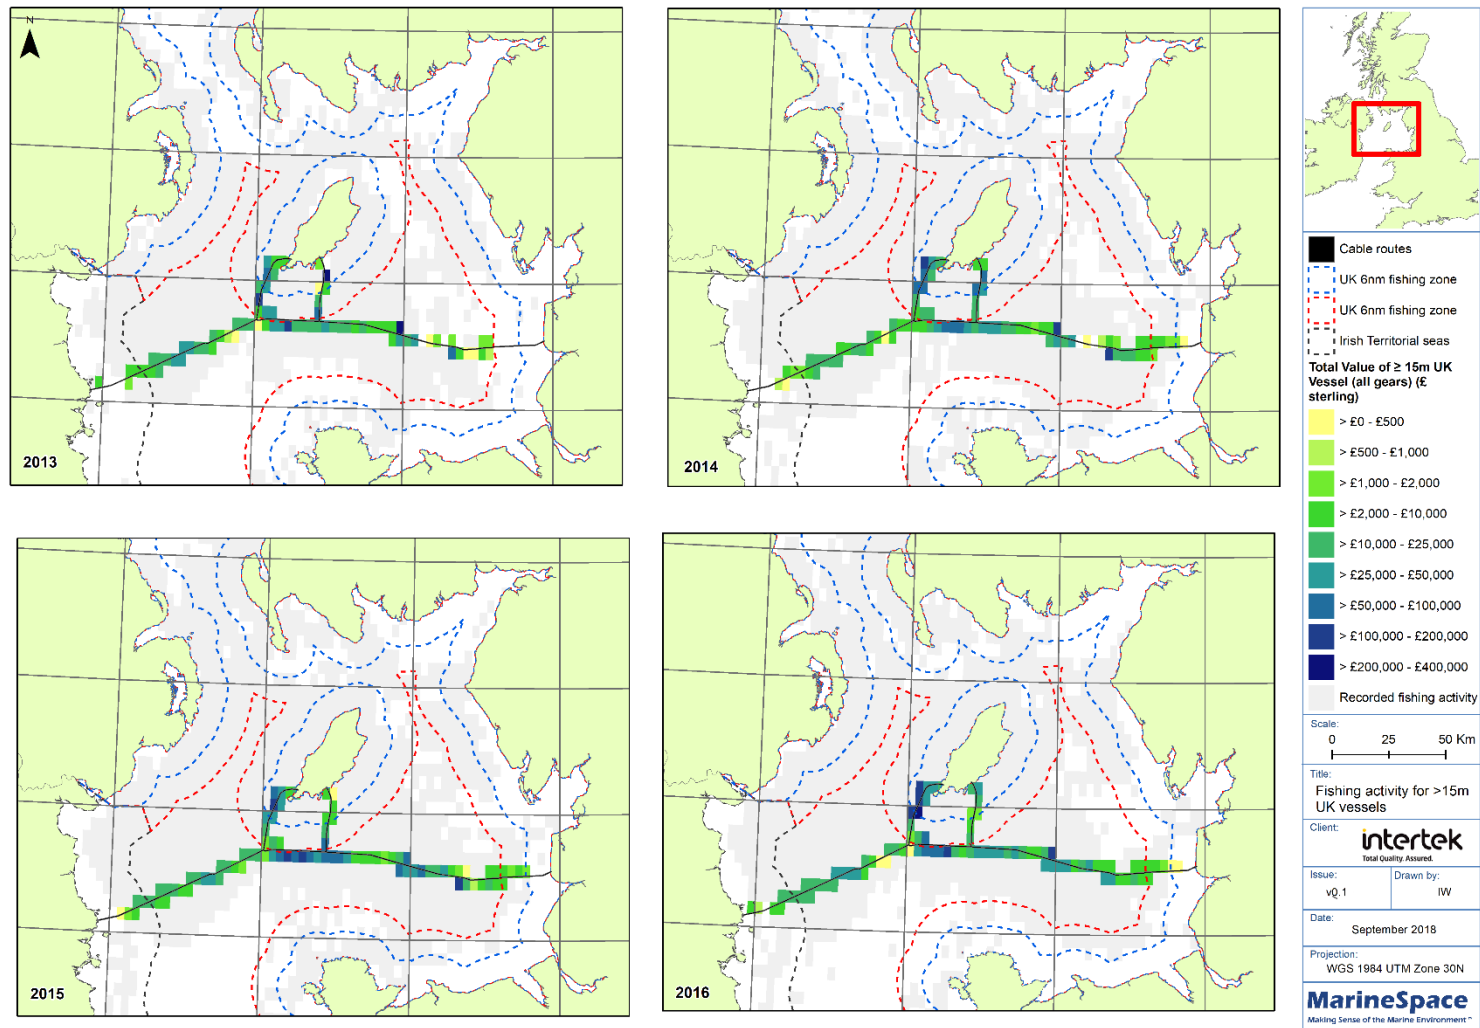 N
2013
2014
2015
2016
Cable routes
UK 6nm fishing zone
UK 6nm fishing zone
Irish Territorial seas
Total Value of ≥ 15m UK
Vessel (all gears) (£
sterling)
> £0 - £500
> £500 - £1,000
> £1,000 - £2,000
> £2,000 - £10,000
> £10,000 - £25,000
> £25,000 - £50,000
> £50,000 - £100,000
> £100,000 - £200,000
> £200,000 - £400,000
Recorded fishing activity
Scale:
0 25 50 Km
Title:
Fishing activity for >15m
UK vessels
Client:
intertek
Total Quality. Assured.
Issue:
v0.1
Drawn by:
IW
Date:
September 2018
Projection:
WGS 1984 UTM Zone 30N
MarineSpace
Making Sense of the Marine Environment